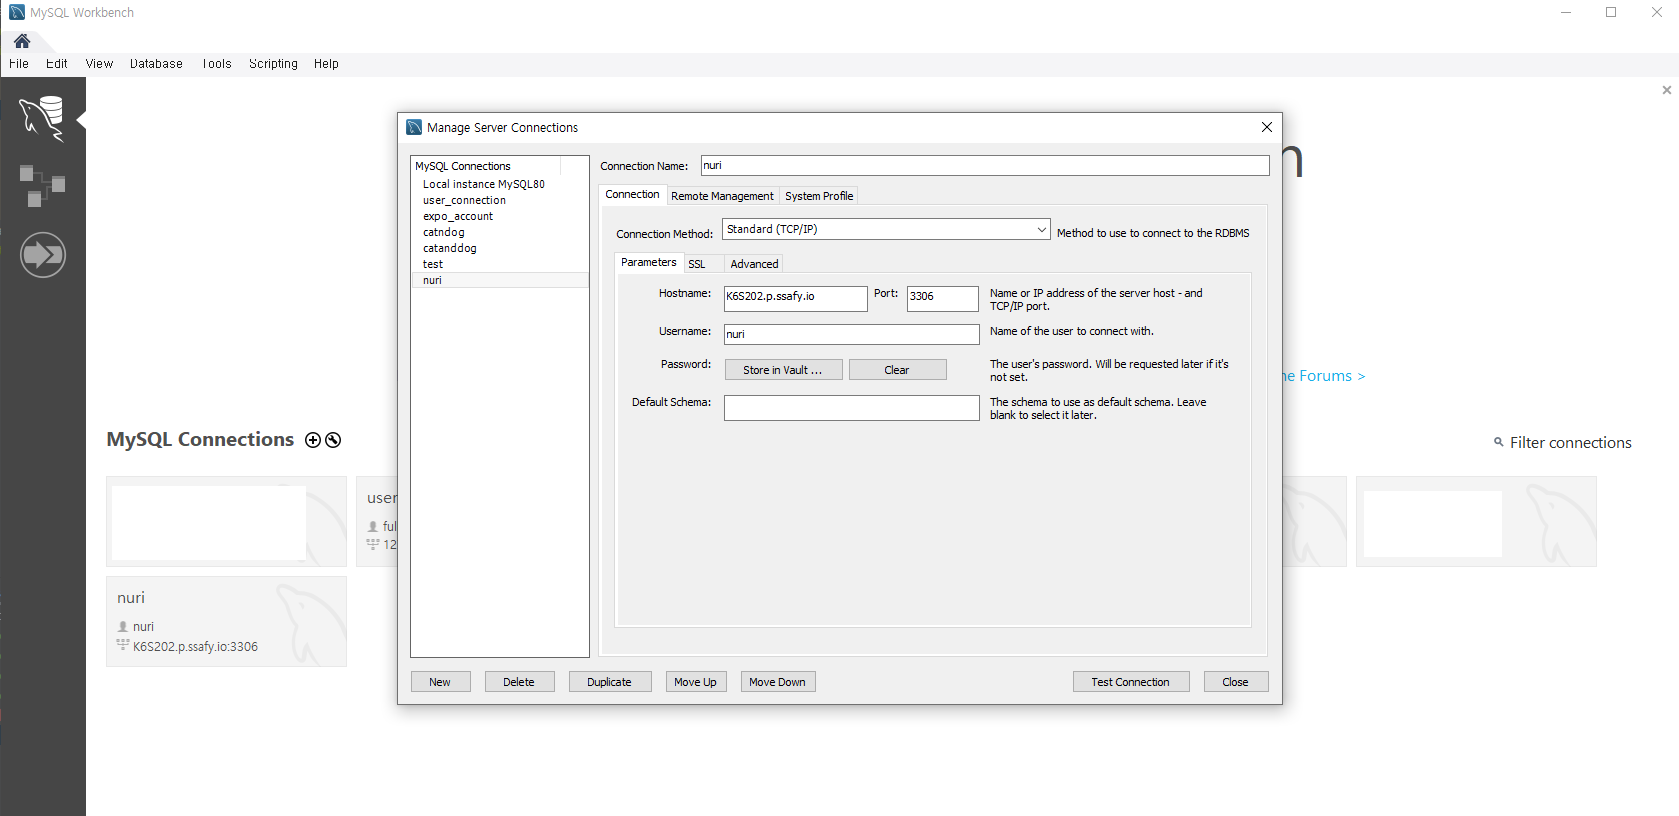 MySQL Workbench
File Edit View Database Tools Scripting Help
Manage Server Connections
MySQL Connections
Local instance MySQL80
user_connection
expo_account
catndog
catanddog
test
nuri
Connection Name: nuri
Connection Remote Management System Profile
Connection Method: Standard (TCP/IP) Method to use to connect to the RDBMS
Parameters SSL Advanced
Hostname: K6S202.p.ssafy.io Port: 3306 Name or IP address of the server host - and
TCP/IP port.
Username: nuri Name of the user to connect with.
Password: Store in Vault ... Clear The user's password. Will be requested later if it's
not set.
Default Schema: The schema to use as default schema. Leave
blank to select it later.
New Delete Duplicate Move Up Move Down Test Connection Close
Forums >
MySQL Connections
Filter connections
user
ful
12
nuri
nuri
K6S202.p.ssafy.io:3306